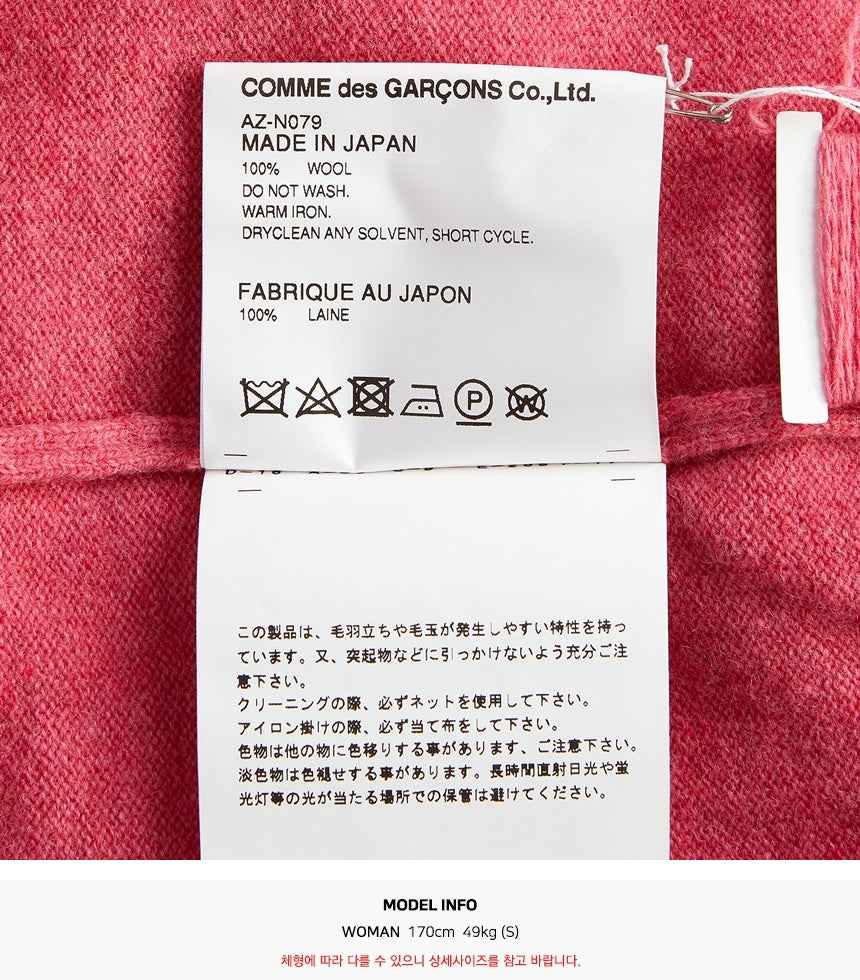 COMME des GARÇONS Co.,Ltd.
AZ-N079
MADE IN JAPAN
100% WOOL
DO NOT WASH.
WARM IRON.
DRYCLEAN ANY SOLVENT, SHORT CYCLE.
FABRIQUE AU JAPON
100% LAINE
P W
この製品は、毛羽立ちや毛玉が発生しやすい特性を持っ
ています。又、突起物などに引っかけないよう充分ご注
意下さい。
クリーニングの際、必ずネットを使用して下さい。
アイロン掛けの際、必ず当て布をして下さい。
色物は他の物に色移りする事があります、ご注意下さい。
淡色物は色褪せする事があります。長時間直射日光や蛍
光灯等の光が当たる場所での保管は避けてください。
MODEL INFO
WOMAN 170cm 49kg (S)
체형에 따라 다를 수 있으니 상세사이즈를 참고 바랍니다.